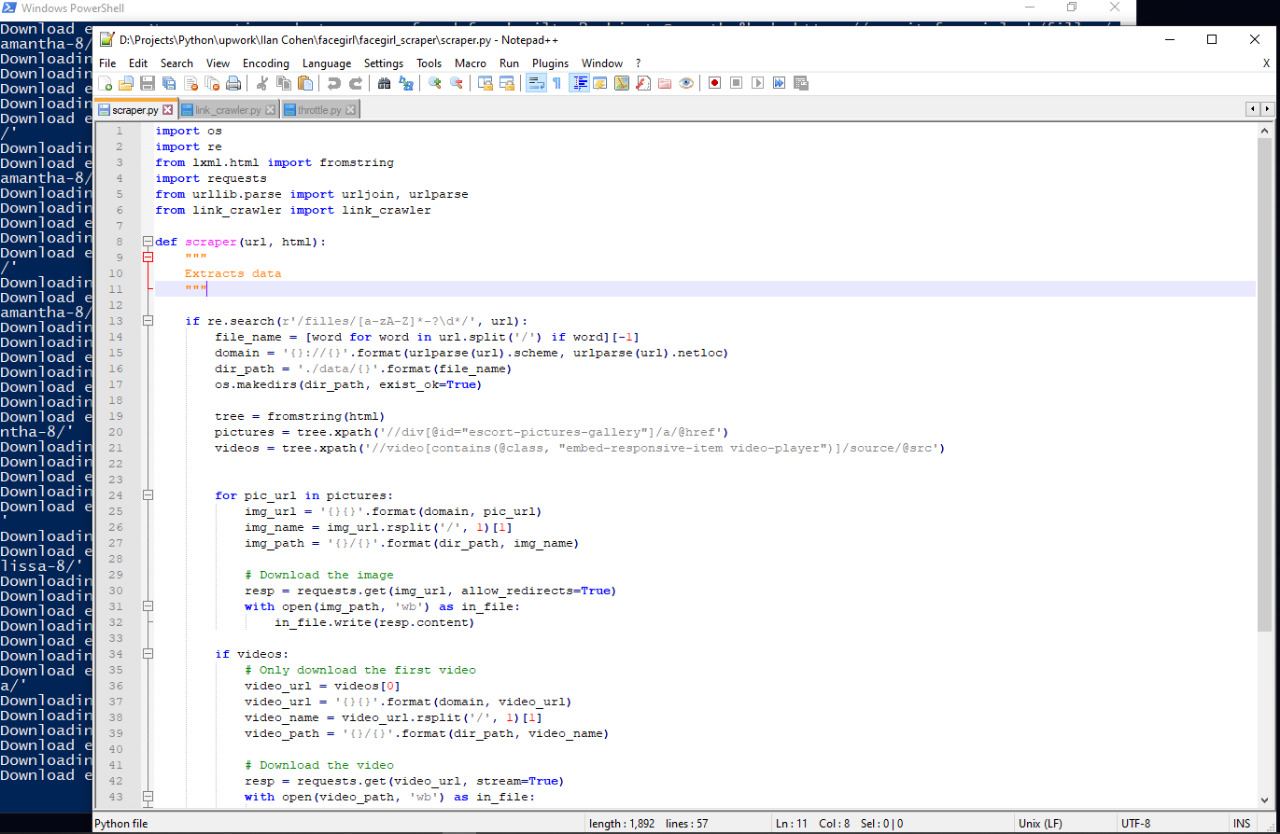 Windows PowerShell
D:\Projects\Python\upwork\Ilan Cohen\facegirl\facegirl_scraper\scraper.py - Notepad++
File Edit Search View Encoding Language Settings Tools Macro Run Plugins Window ? X
scraper.py link_crawler.py throttle.py
1 import os
2 import re
3 from lxml.html import fromstring
4 import requests
5 from urllib.parse import urljoin, urlparse
6 from link_crawler import link_crawler
7
8 def scraper(url, html):
9 """
10 Extracts data
11 """
12
13 if re.search(r'/filles/[a-zA-Z]*-?\d*/', url):
14 file_name = [word for word in url.split('/') if word][-1]
15 domain = '{}://{}'.format(urlparse(url).scheme, urlparse(url).netloc)
16 dir_path = './data/{}'.format(file_name)
17 os.makedirs(dir_path, exist_ok=True)
18
19 tree = fromstring(html)
20 pictures = tree.xpath('//div[@id="escort-pictures-gallery"]/a/@href')
21 videos = tree.xpath('//video[contains(@class, "embed-responsive-item video-player")]/source/@src')
22
23
24 for pic_url in pictures:
25 img_url = '{}{}'.format(domain, pic_url)
26 img_name = img_url.rsplit('/', 1)[1]
27 img_path = '{}/{}'.format(dir_path, img_name)
28
29 # Download the image
30 resp = requests.get(img_url, allow_redirects=True)
31 with open(img_path, 'wb') as in_file:
32 in_file.write(resp.content)
33
34 if videos:
35 # Only download the first video
36 video_url = videos[0]
37 video_url = '{}{}'.format(domain, video_url)
38 video_name = video_url.rsplit('/', 1)[1]
39 video_path = '{}/{}'.format(dir_path, video_name)
40
41 # Download the video
42 resp = requests.get(video_url, stream=True)
43 with open(video_path, 'wb') as in_file:
Python file length : 1,892 lines : 57 Ln : 11 Col : 8 Sel : 0 | 0 Unix (LF) UTF-8 INS
Download e
amantha-8/
Downloadin
Downloadin
Download e
Downloadin
Download e
/'
Downloadin
Download e
amantha-8/
Downloadin
Downloadin
Download e
Downloadin
Download e
/'
Downloadin
Download e
amantha-8/
Downloadin
Downloadin
Download e
Downloadin
Download e
Downloadin
Download e
ntha-8/'
Downloadin
Download e
Downloadin
Downloadin
Download e
'
Downloadin
Download e
lissa-8/'
Downloadin
Downloadin
Download e
Downloadin
Download e
Downloadin
Download e
a/'
Downloadin
Downloadin
Download e
Downloadin
Download e